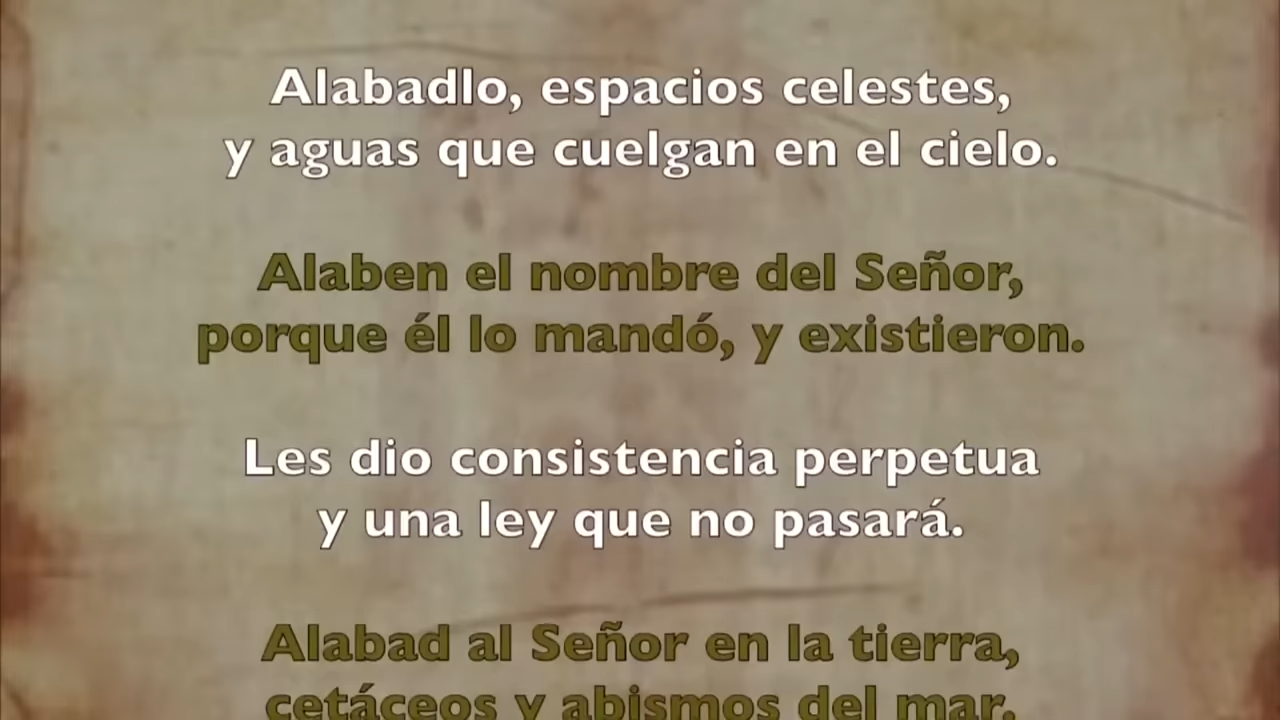 Alabadlo, espacios celestes,
y aguas que cuelgan en el cielo.
Alaben el nombre del Señor,
porque él lo mandó, y existieron.
Les dio consistencia perpetua
y una ley que no pasará.
Alabad al Señor en la tierra,
cetáceos y abismos del mar.